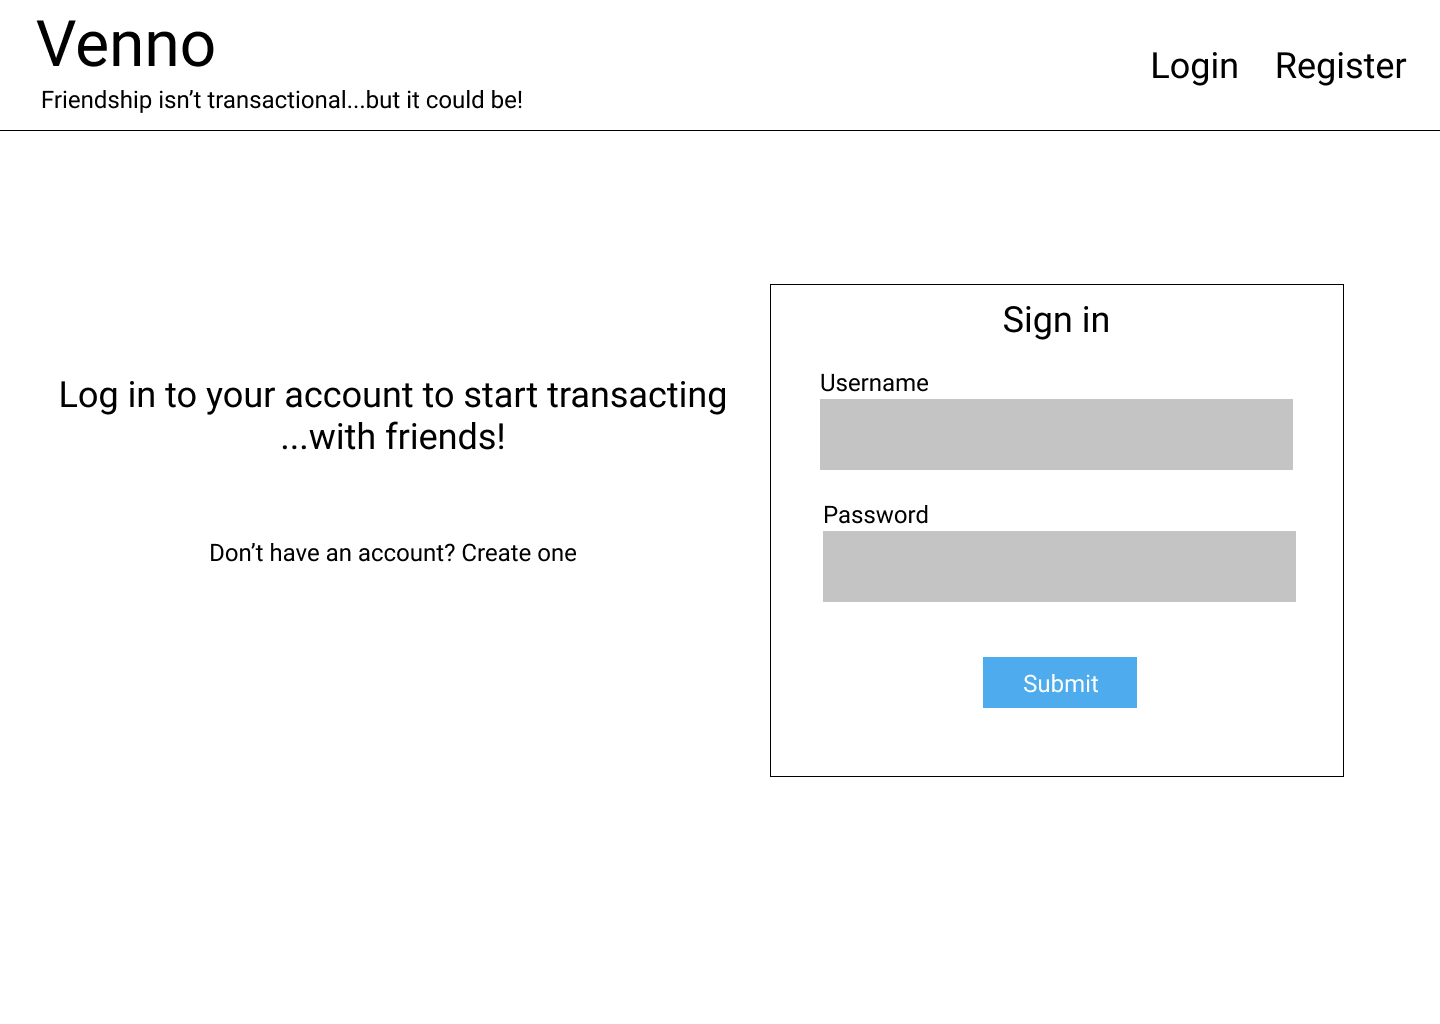 Venno
Friendship isn’t transactional...but it could be!
Login Register
Log in to your account to start transacting
...with friends!
Don’t have an account? Create one
Sign in
Username
Password
Submit